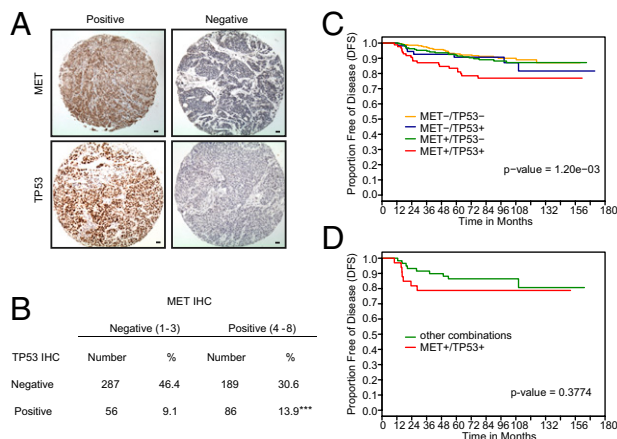 A
Positive
Negative
MET
TP53
B
MET IHC
Negative (1-3) Positive (4-8)
TP53 IHC Number % Number %
Negative 287 46.4 189 30.6
Positive 56 9.1 86 13.9***
C
Proportion Free of Disease (DFS)
1.0
0.9
0.8
0.7
0.6
0.5
0.4
0.3
0.2
0.1
0.0
MET−/TP53−
MET−/TP53+
MET+/TP53−
MET+/TP53+
p−value = 1.20e−03
0 12 24 36 48 60 72 84 96 108 132 156 180
Time in Months
D
Proportion Free of Disease (DFS)
1.0
0.9
0.8
0.7
0.6
0.5
0.4
0.3
0.2
0.1
0.0
other combinations
MET+/TP53+
p-value = 0.3774
0 12 24 36 48 60 72 84 96 108 132 156 180
Time in Months